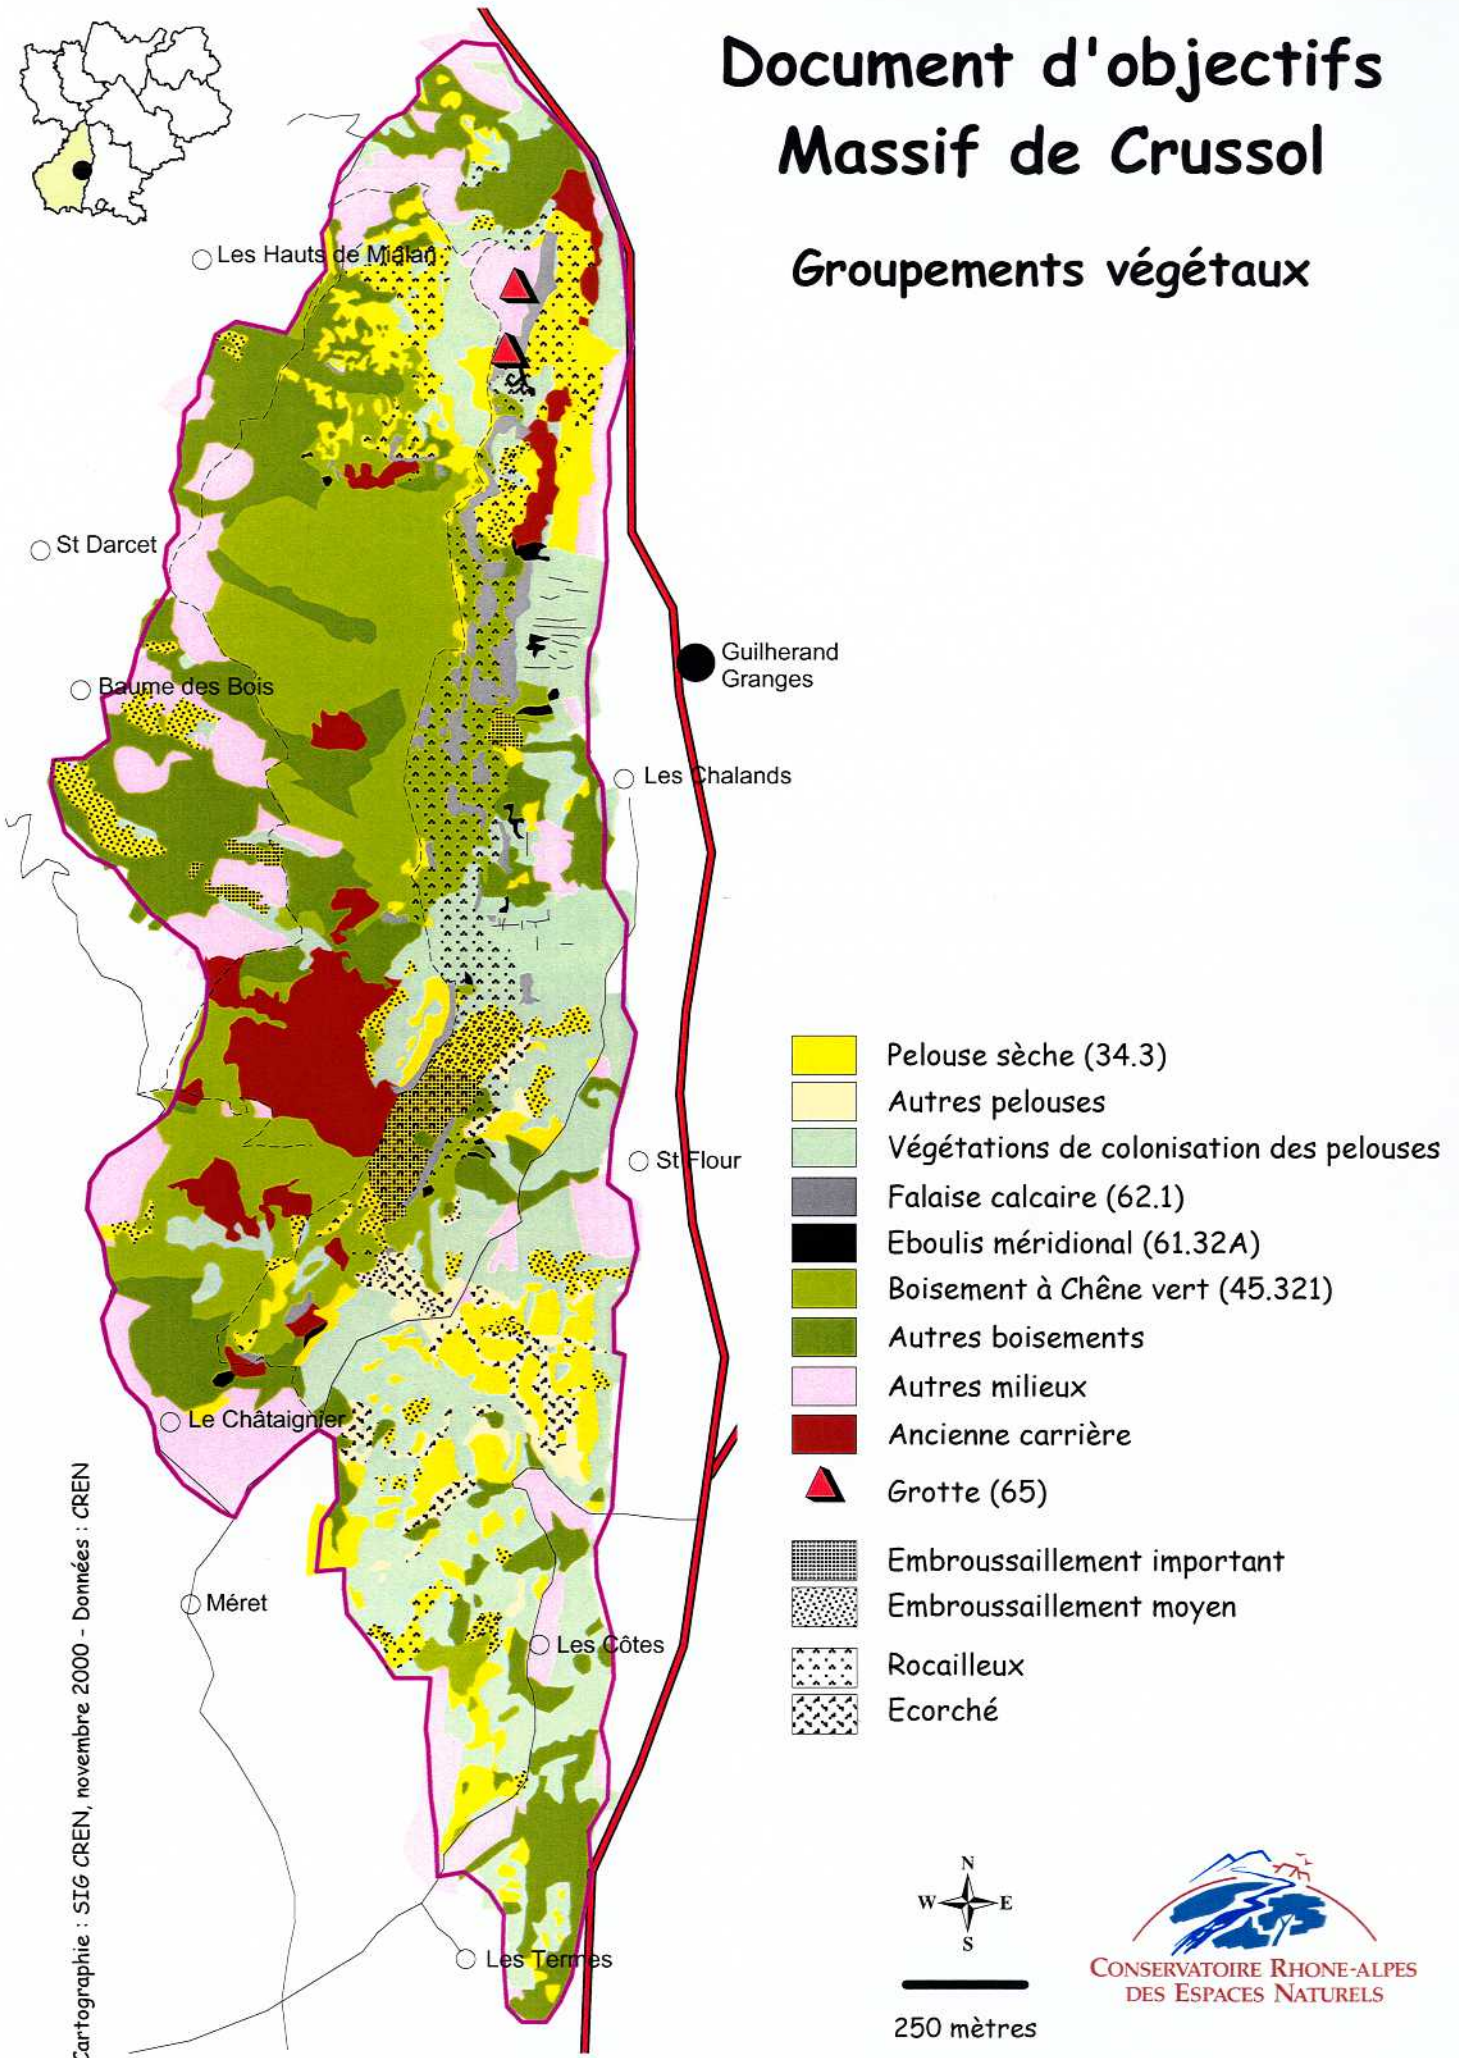 Document d'objectifs
Massif de Crussol
Groupements végétaux
Les Hauts de Mialan
St Darcet
Guilherand
Granges
Baume des Bois
Les Chalands
St Flour
Le Châtaignier
Méret
Les Côtes
Les Termes
Pelouse sèche (34.3)
Autres pelouses
Végétations de colonisation des pelouses
Falaise calcaire (62.1)
Eboulis méridional (61.32A)
Boisement à Chêne vert (45.321)
Autres boisements
Autres milieux
Ancienne carrière
Grotte (65)
Embroussaillement important
Embroussaillement moyen
Rocailleux
Ecorché
Cartographie : SIG CREN, novembre 2000 - Données : CREN
N
W E
S
250 mètres
CONSERVATOIRE RHONE-ALPES
DES ESPACES NATURELS